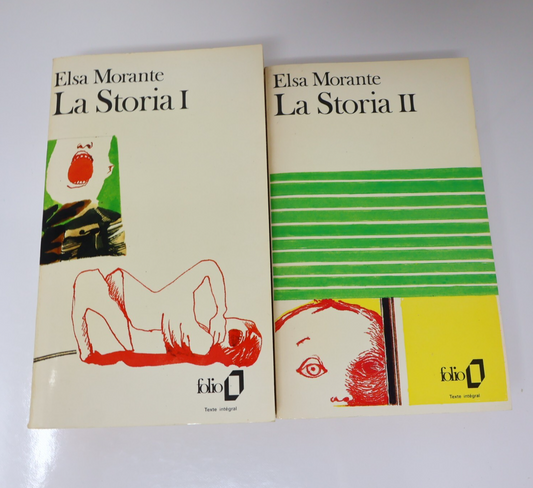 Elsa Morante
La Storia I
folio
Texte intégral
Elsa Morante
La Storia II
folio
Texte intégral